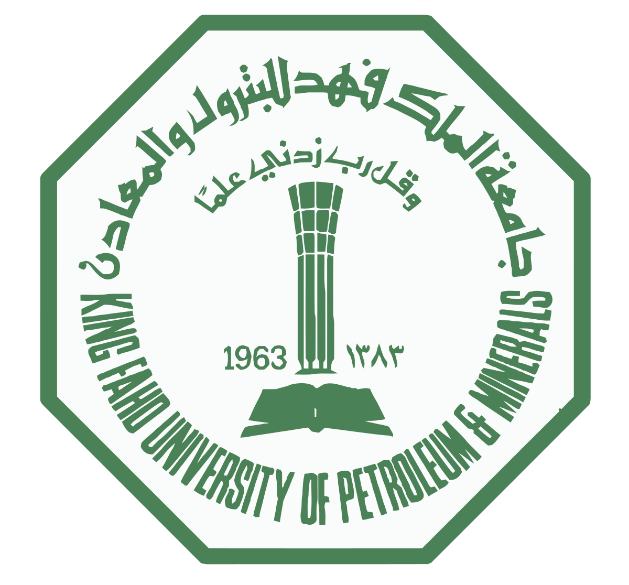 جامعة الملك فهد للبترول والمعادن
وقل رب زدني علما
1963 ١٣٨٣
KING FAHD UNIVERSITY OF PETROLEUM & MINERALS